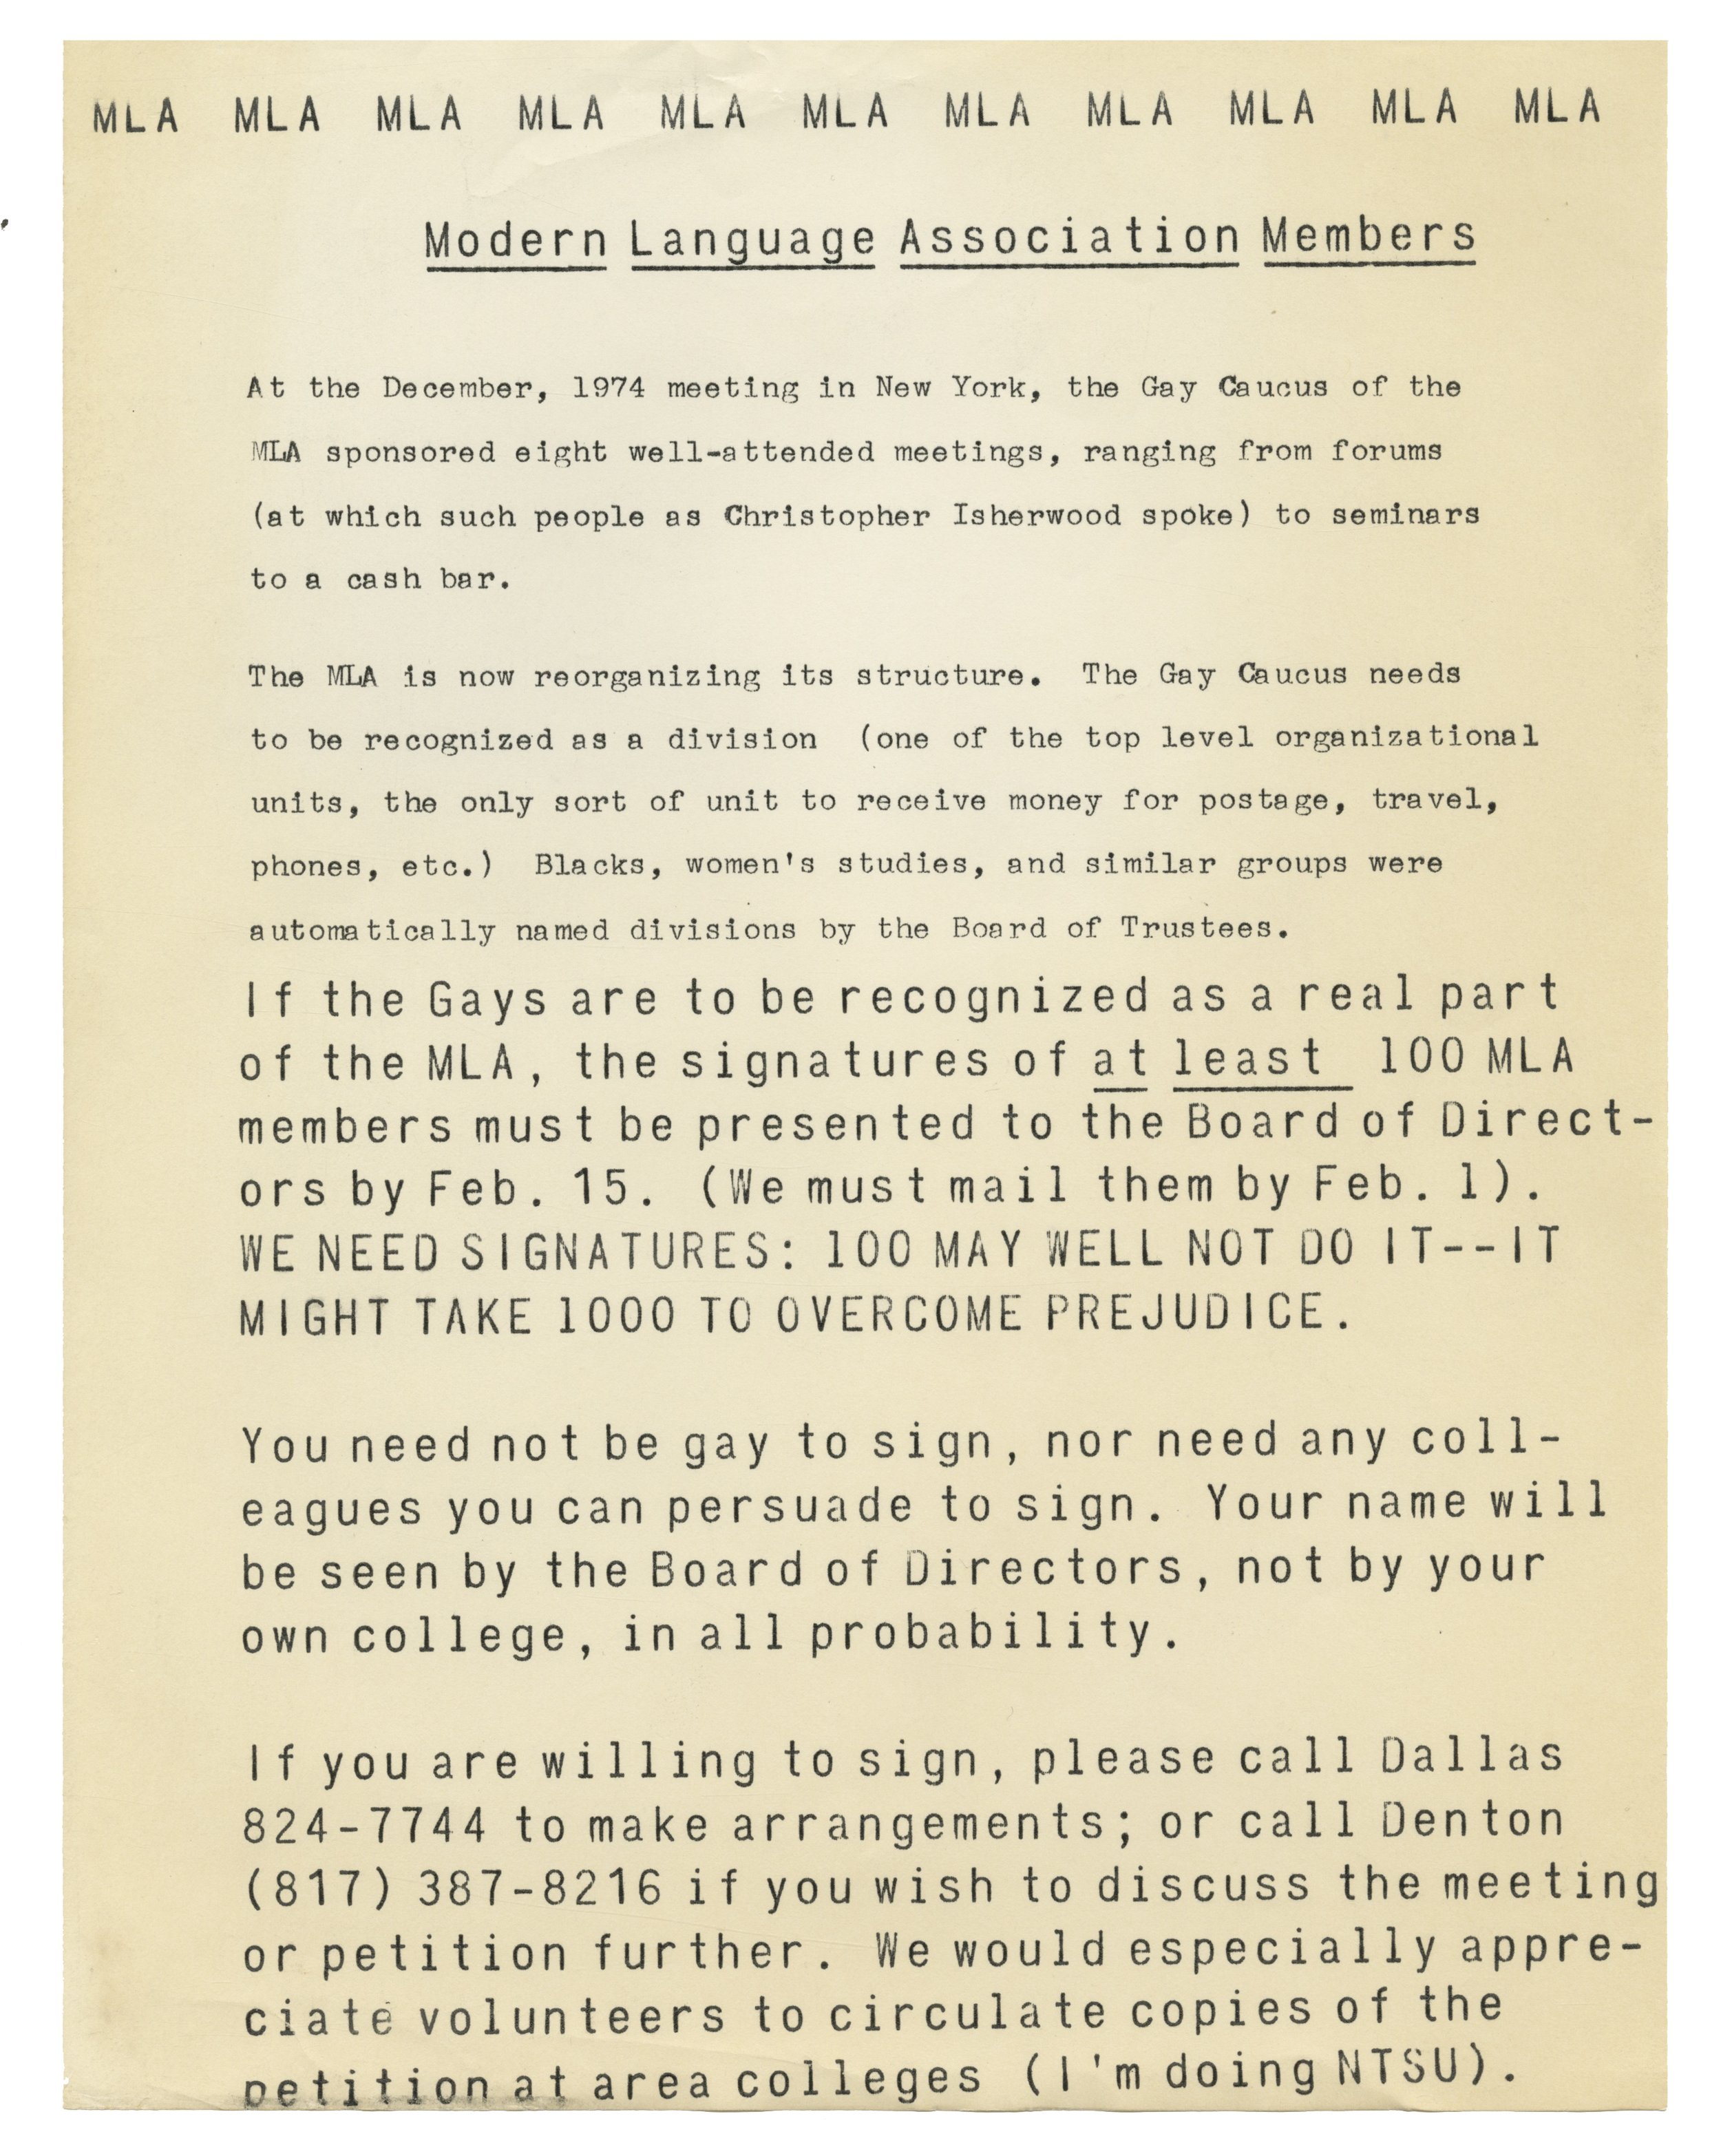 MLA MLA MLA MLA MLA MLA MLA MLA MLA MLA MLA
Modern Language Association Members
At the December, 1974 meeting in New York, the Gay Caucus of the
MLA sponsored eight well-attended meetings, ranging from forums
(at which such people as Christopher Isherwood spoke) to seminars
to a cash bar.
The MLA is now reorganizing its structure. The Gay Caucus needs
to be recognized as a division (one of the top level organizational
units, the only sort of unit to receive money for postage, travel,
phones, etc.) Blacks, women's studies, and similar groups were
automatically named divisions by the Board of Trustees.
If the Gays are to be recognized as a real part
of the MLA, the signatures of at least 100 MLA
members must be presented to the Board of Direct-
ors by Feb. 15. (We must mail them by Feb. 1).
WE NEED SIGNATURES: 100 MAY WELL NOT DO IT--IT
MIGHT TAKE 1000 TO OVERCOME PREJUDICE.
You need not be gay to sign, nor need any coll-
eagues you can persuade to sign. Your name will
be seen by the Board of Directors, not by your
own college, in all probability.
If you are willing to sign, please call Dallas
824-7744 to make arrangements; or call Denton
(817) 387-8216 if you wish to discuss the meeting
or petition further. We would especially appre-
ciate volunteers to circulate copies of the
petition at area colleges (I'm doing NTSU).